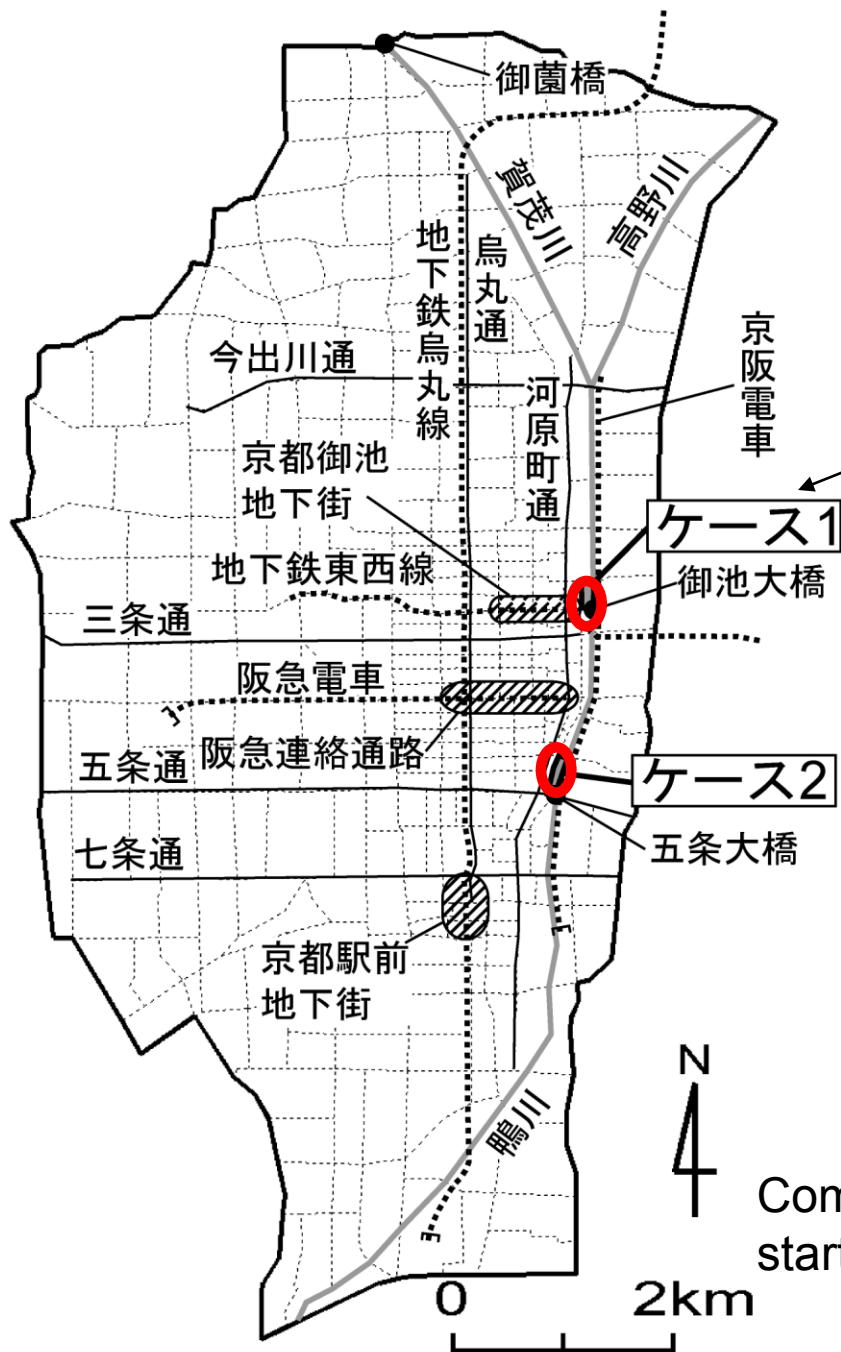 御薗橋
賀茂川
高野川
地下鉄烏丸線
烏丸通
京阪電車
今出川通
河原町通
京都御池
地下街
ケース1
地下鉄東西線
御池大橋
三条通
阪急電車
阪急連絡通路
五条通
ケース2
五条大橋
七条通
京都駅前
地下街
N
鴨川
Com
start
0 2km